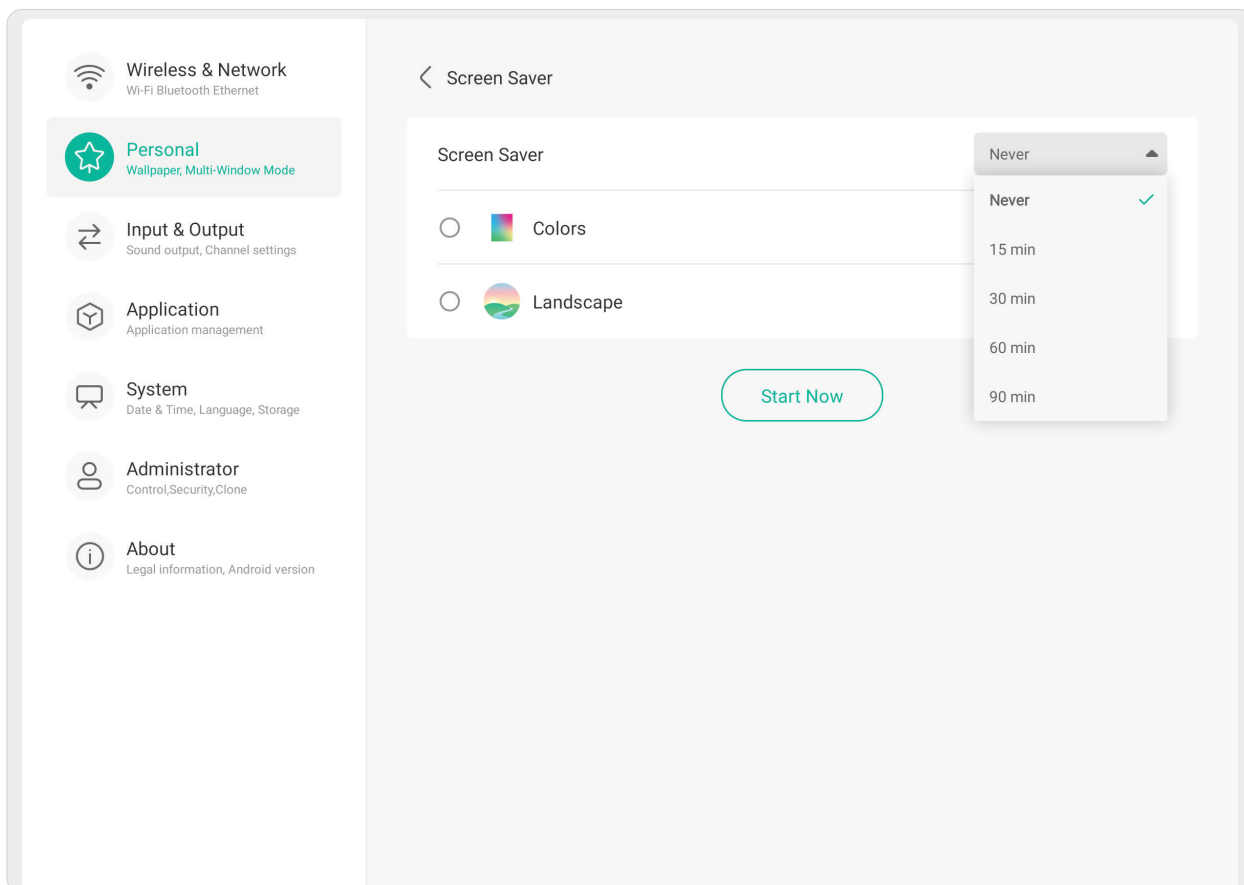 Wireless & Network
Wi-Fi Bluetooth Ethernet
Personal
Wallpaper, Multi-Window Mode
Input & Output
Sound output, Channel settings
Application
Application management
System
Date & Time, Language, Storage
Administrator
Control,Security,Clone
About
Legal information, Android version
Screen Saver
Screen Saver
Never
Never
15 min
30 min
60 min
90 min
Colors
Landscape
Start Now